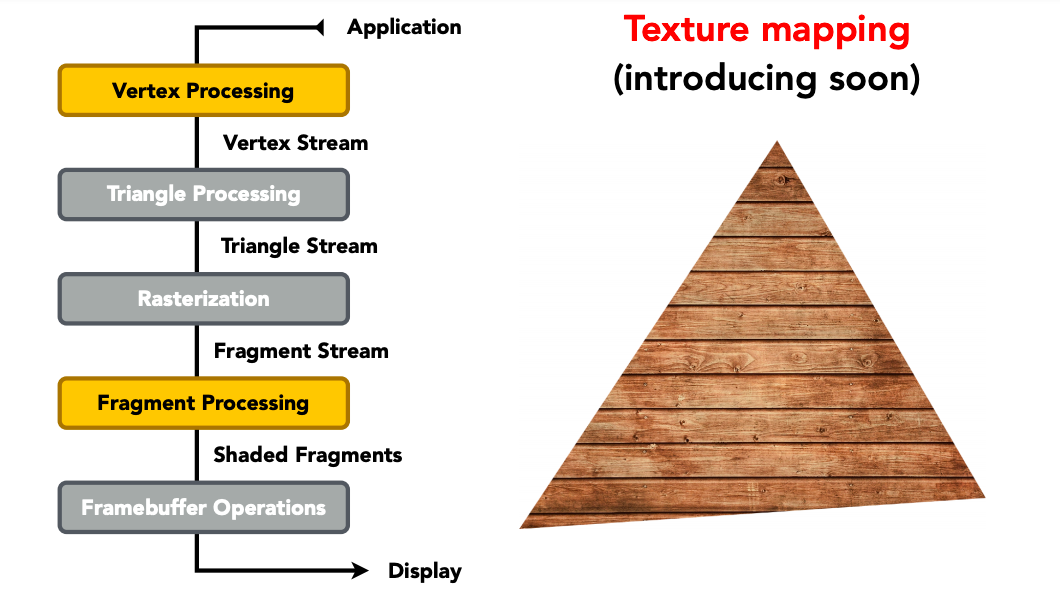 Application
Vertex Processing
Vertex Stream
Triangle Processing
Triangle Stream
Rasterization
Fragment Stream
Fragment Processing
Shaded Fragments
Framebuffer Operations
Display
Texture mapping
(introducing soon)